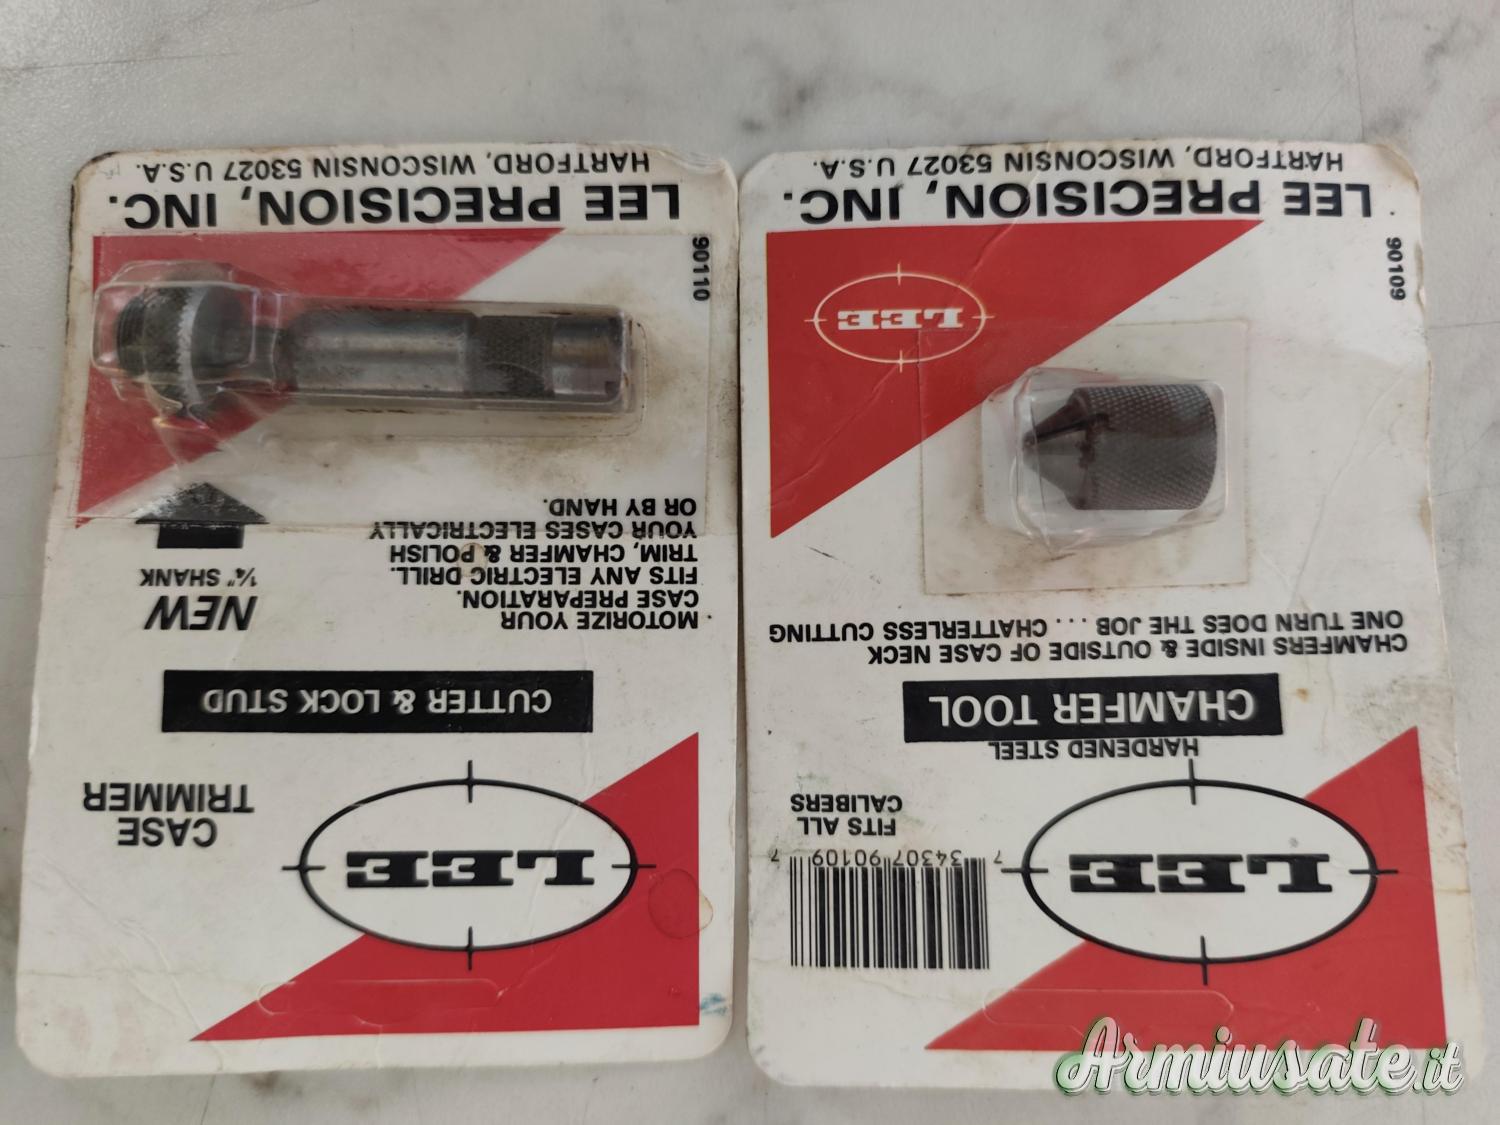 LEE
CASE
TRIMMER
CUTTER & LOCK STUD
MOTORIZE YOUR
CASE PREPARATION.
FITS ANY ELECTRIC DRILL.
TRIM, CHAMFER & POLISH
YOUR CASES ELECTRICALLY
OR BY HAND.
NEW
¼" SHANK
90110
LEE PRECISION, INC.
HARTFORD, WISCONSIN 53027 U.S.A.
LEE
7 34307 90109 7
FITS ALL
CALIBERS
HARDENED STEEL
CHAMFER TOOL
CHAMFERS INSIDE & OUTSIDE OF CASE NECK
ONE TURN DOES THE JOB . . . CHATTERLESS CUTTING
LEE
90109
LEE PRECISION, INC.
HARTFORD, WISCONSIN 53027 U.S.A.
Armiusate.it